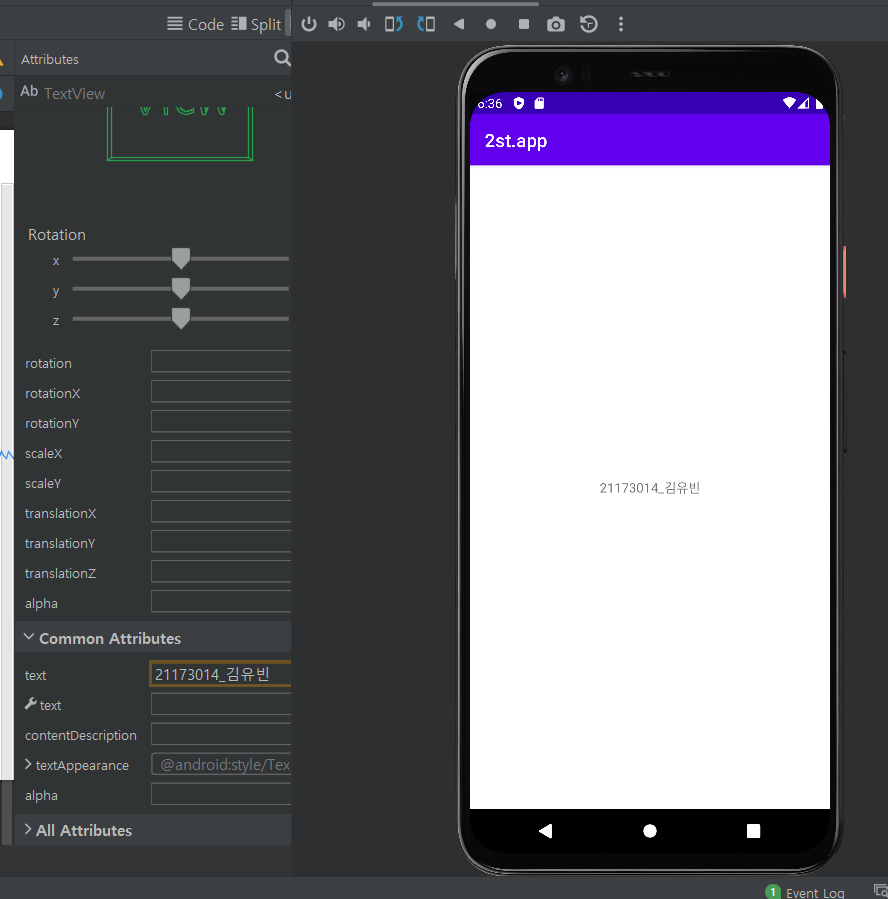 Code
Split
Attributes
Ab TextView
<u
Rotation
x
y
z
rotation
rotationX
rotationY
scaleX
scaleY
translationX
translationY
translationZ
alpha
Common Attributes
text 21173014_김유빈
text
contentDescription
textAppearance @android:style/Tex
alpha
All Attributes
6:36
2st.app
21173014_김유빈
1 Event Log